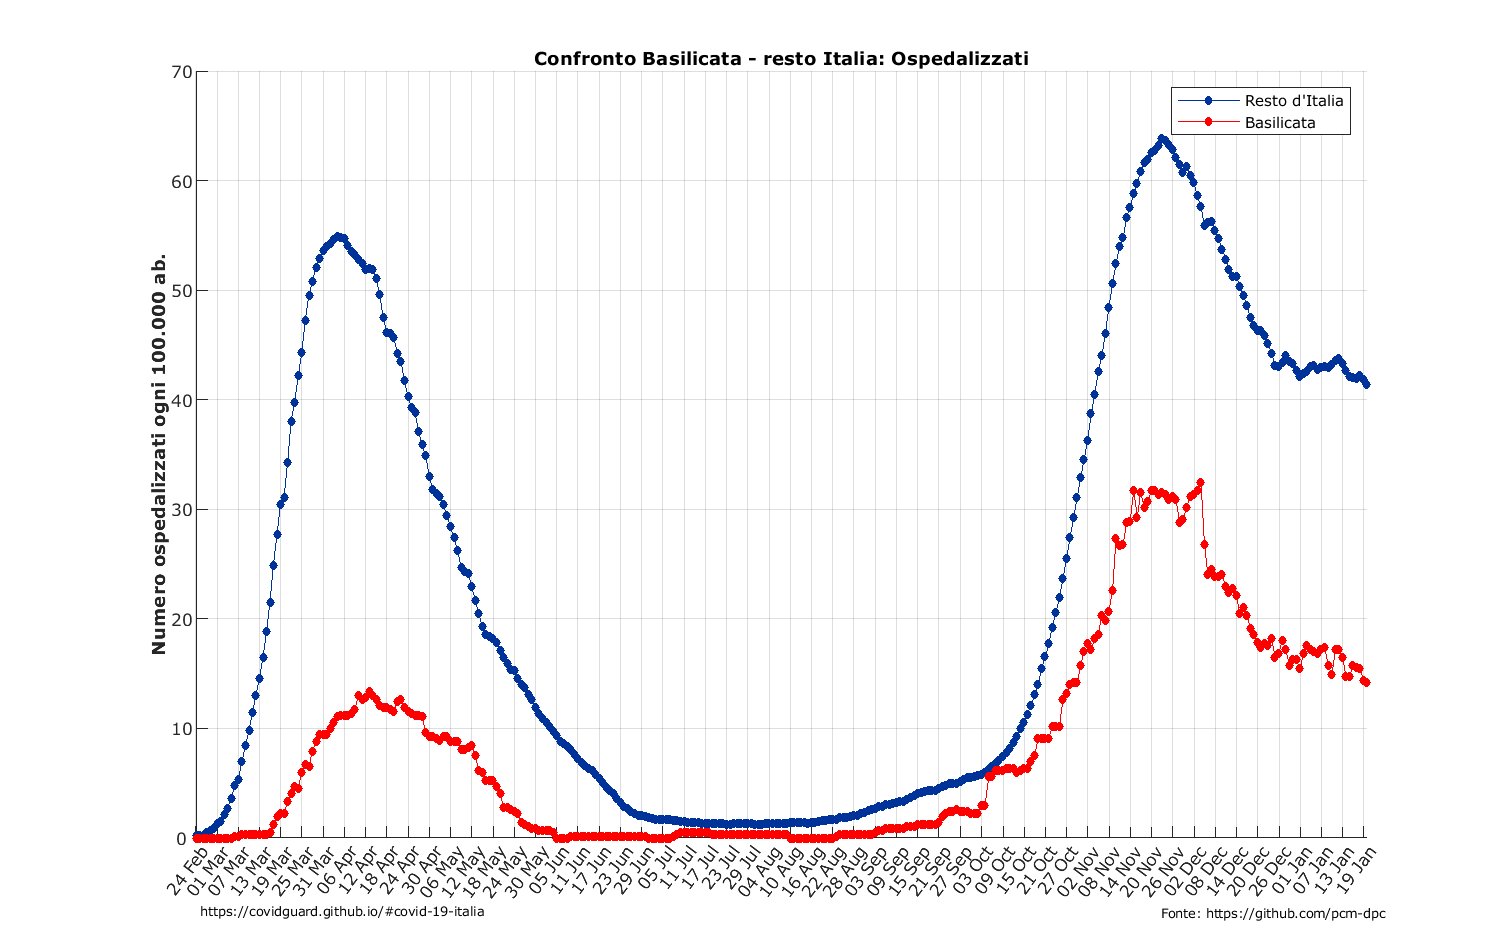 Confronto Basilicata - resto Italia: Ospedalizzati
Numero ospedalizzati ogni 100.000 ab.
70
60
50
40
30
20
10
0
Resto d'Italia
Basilicata
24 Feb
01 Mar
07 Mar
13 Mar
19 Mar
25 Mar
31 Mar
06 Apr
12 Apr
18 Apr
24 Apr
30 Apr
06 May
12 May
18 May
24 May
30 May
05 Jun
11 Jun
17 Jun
23 Jun
29 Jun
05 Jul
11 Jul
17 Jul
23 Jul
29 Jul
04 Aug
10 Aug
16 Aug
22 Aug
28 Aug
03 Sep
09 Sep
15 Sep
21 Sep
27 Sep
03 Oct
09 Oct
15 Oct
21 Oct
27 Oct
02 Nov
08 Nov
14 Nov
20 Nov
26 Nov
02 Dec
08 Dec
14 Dec
20 Dec
26 Dec
01 Jan
07 Jan
13 Jan
19 Jan
https://covidguard.github.io/#covid-19-italia
Fonte: https://github.com/pcm-dpc